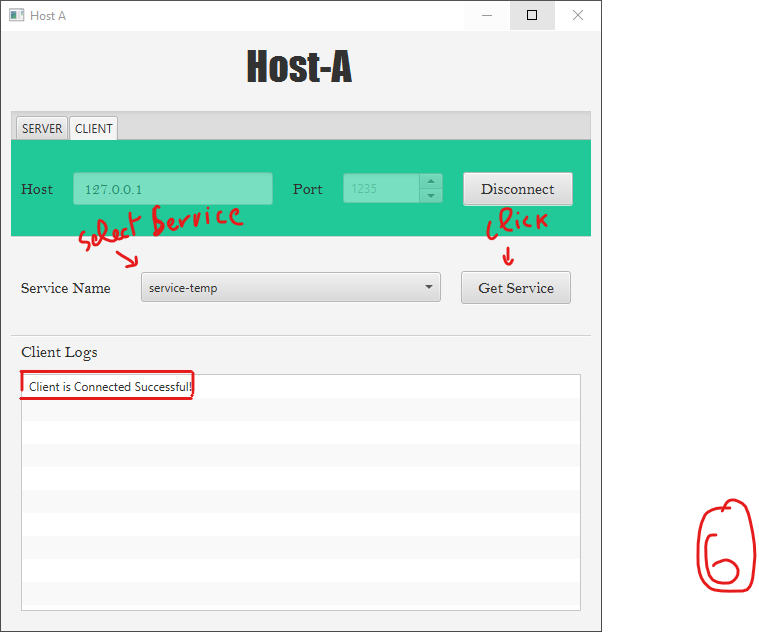 Host A
Host-A
SERVER CLIENT
Host 127.0.0.1 Port 1235 Disconnect
select Service click
Service Name service-temp Get Service
Client Logs
Client is Connected Successful!
6